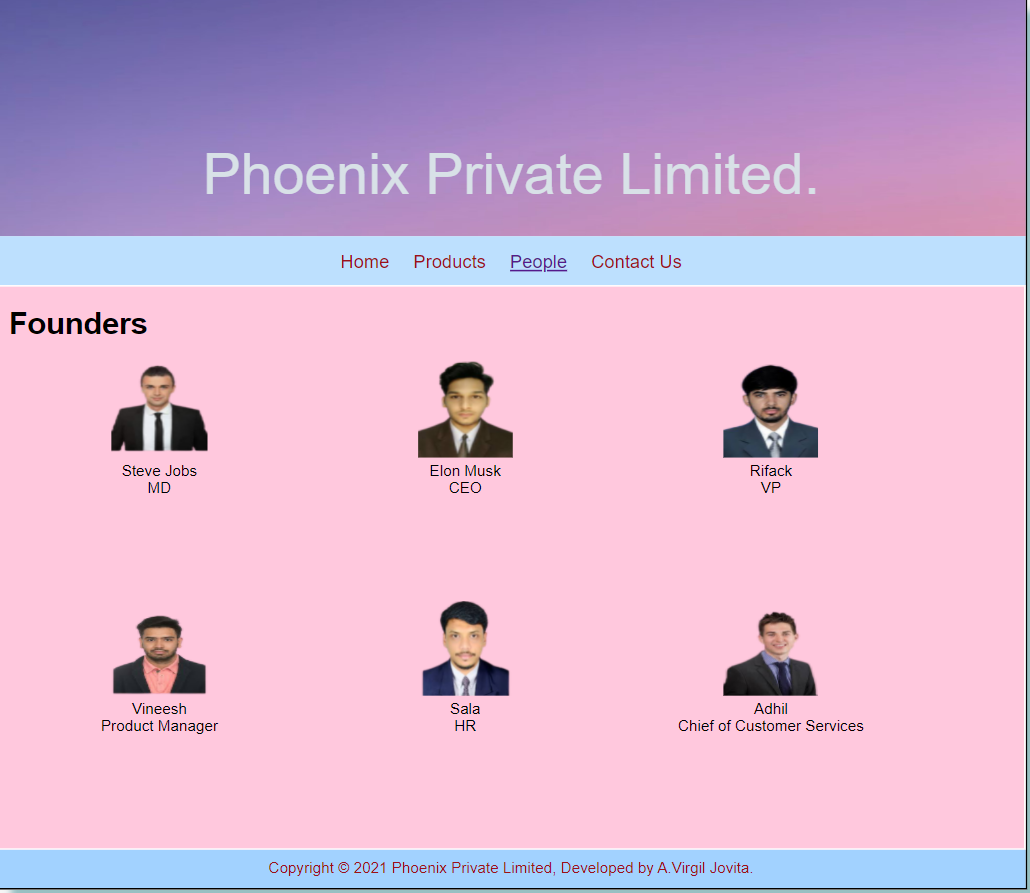 Phoenix Private Limited.
Home Products People Contact Us
Founders
Steve Jobs
MD
Elon Musk
CEO
Rifack
VP
Vineesh
Product Manager
Sala
HR
Adhil
Chief of Customer Services
Copyright © 2021 Phoenix Private Limited, Developed by A.Virgil Jovita.